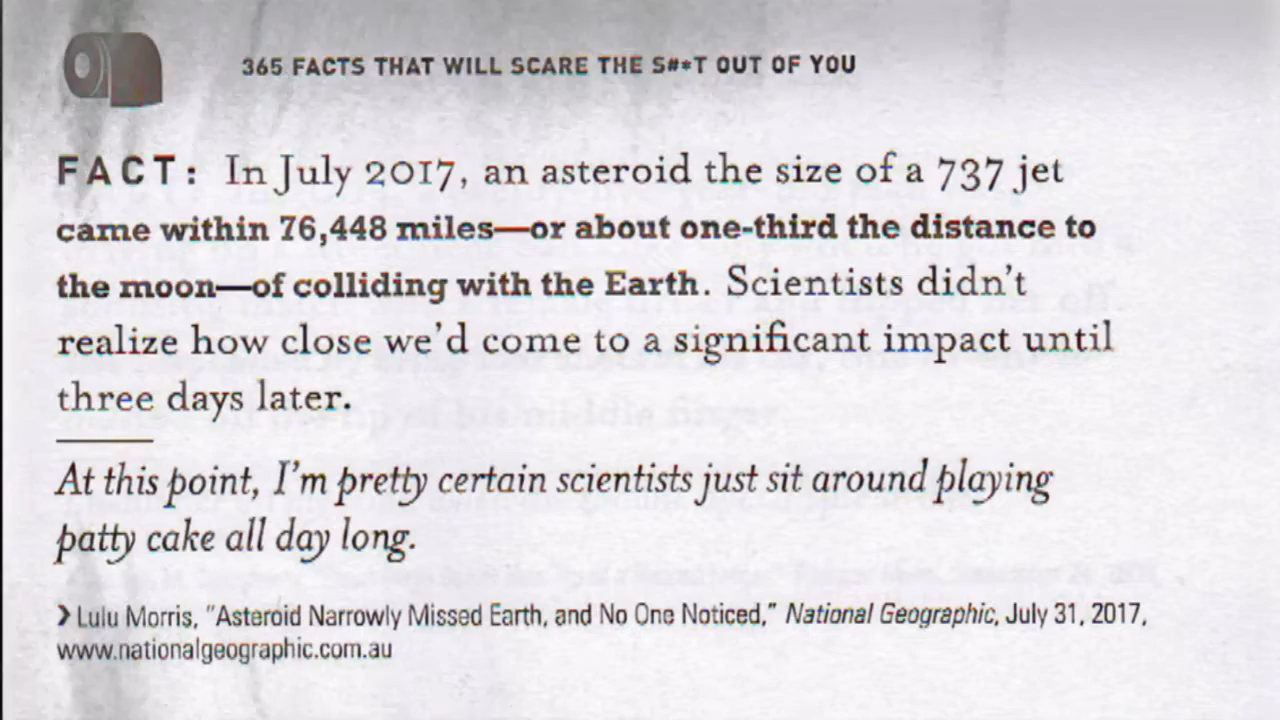 365 FACTS THAT WILL SCARE THE S#*T OUT OF YOU
FACT: In July 2017, an asteroid the size of a 737 jet
came within 76,448 miles—or about one-third the distance to
the moon—of colliding with the Earth. Scientists didn't
realize how close we'd come to a significant impact until
three days later.
At this point, I'm pretty certain scientists just sit around playing
patty cake all day long.
❯ Lulu Morris, "Asteroid Narrowly Missed Earth, and No One Noticed," National Geographic, July 31, 2017,
www.nationalgeographic.com.au